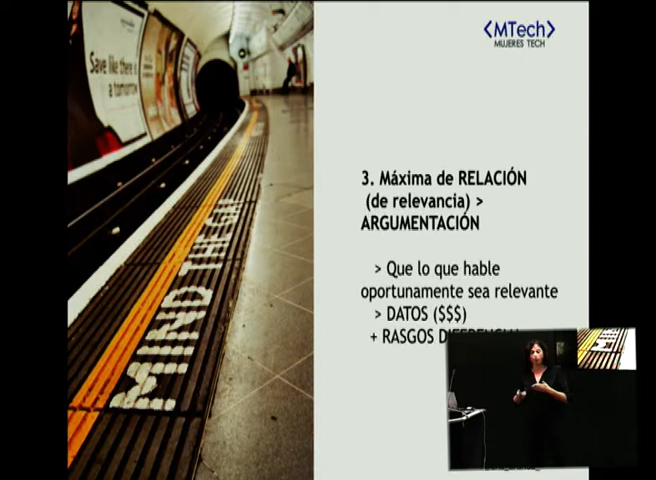 Save like there is
a tomorrow
MIND THE GAP
<MTech>
MUJERES TECH
3. Máxima de RELACIÓN
(de relevancia) >
ARGUMENTACIÓN
> Que lo que hable
oportunamente sea relevante
> DATOS ($$$)
+ RASGOS